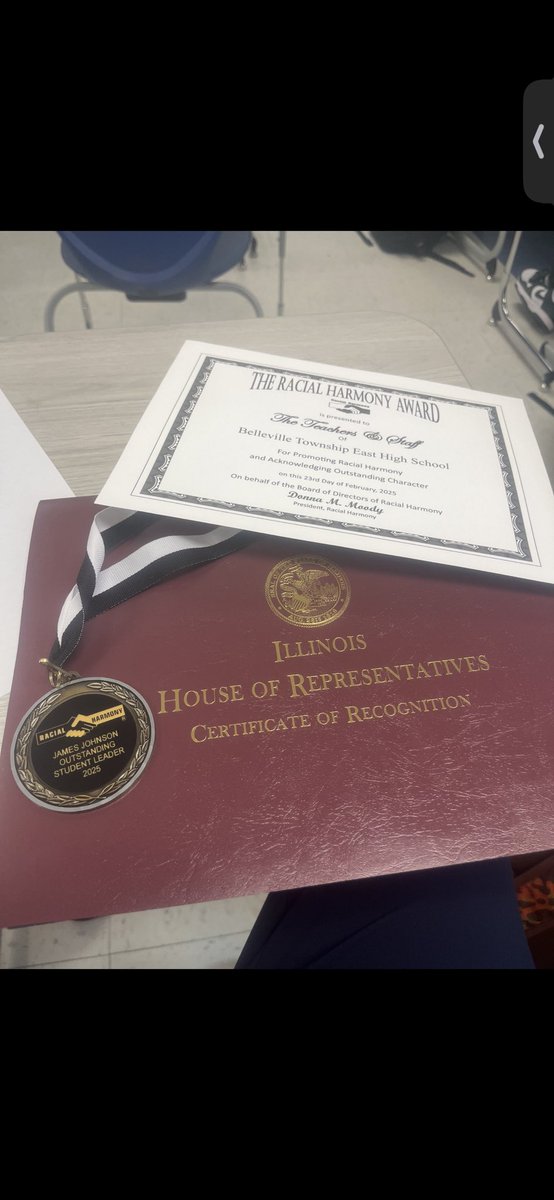 THE RACIAL HARMONY AWARD
is presented to
The Teachers & Staff
Of
Belleville Township East High School
For Promoting Racial Harmony
and Acknowledging Outstanding Character
on this 23rd Day of February, 2025
On behalf of the Board of Directors of Racial Harmony
Donna M. Moody
President, Racial Harmony
ILLINOIS
HOUSE OF REPRESENTATIVES
CERTIFICATE OF RECOGNITION
RACIAL HARMONY
JAMES JOHNSON
OUTSTANDING
STUDENT LEADER
2025